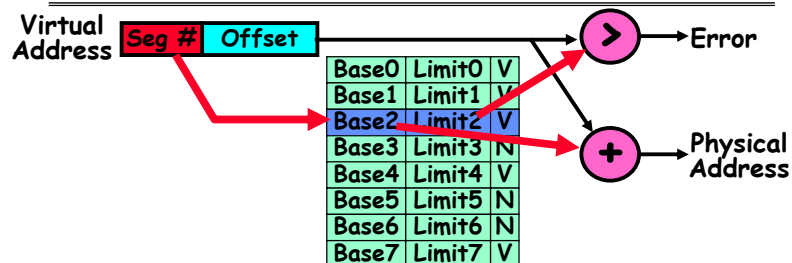 Virtual Address
Seg # Offset
> Error
Base0 Limit0 V
Base1 Limit1 V
Base2 Limit2 V
Base3 Limit3 N
Base4 Limit4 V
Base5 Limit5 N
Base6 Limit6 N
Base7 Limit7 V
+ Physical Address